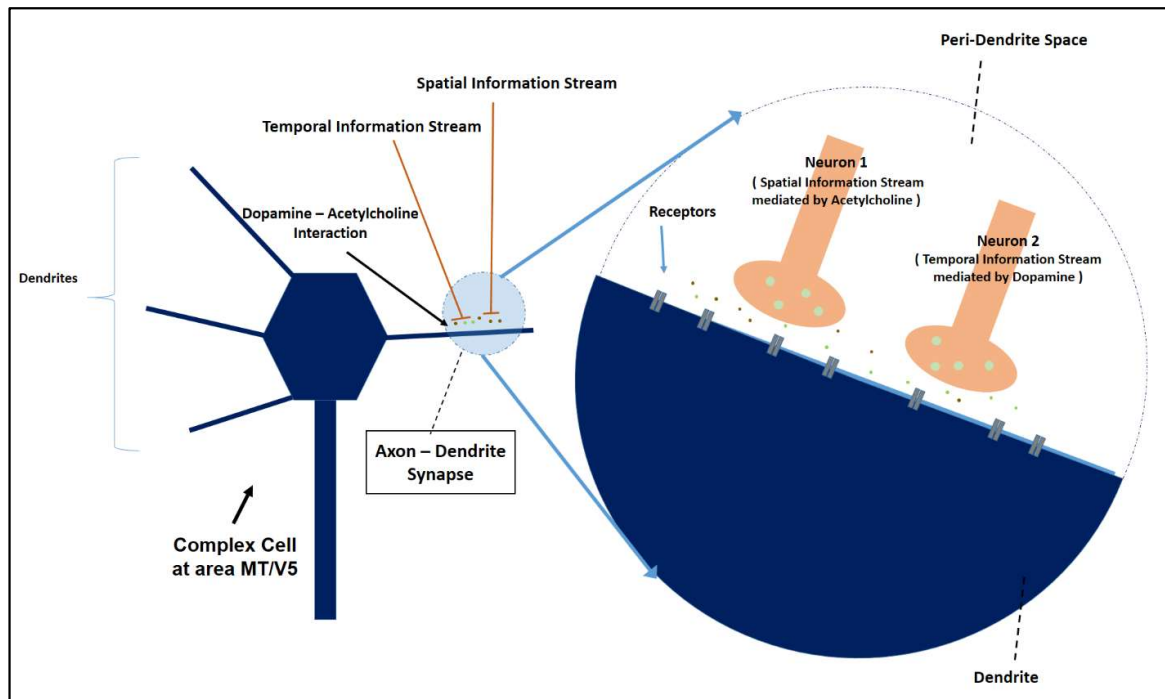 Peri-Dendrite Space
Spatial Information Stream
Temporal Information Stream
Neuron 1
( Spatial Information Stream
mediated by Acetylcholine )
Dopamine – Acetylcholine
Interaction
Receptors
Neuron 2
( Temporal Information Stream
mediated by Dopamine )
Dendrites
Axon – Dendrite
Synapse
Complex Cell
at area MT/V5
Dendrite